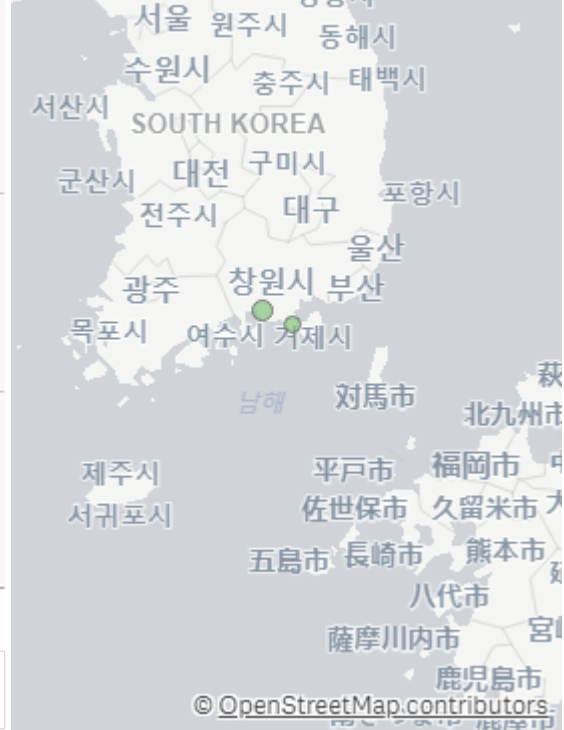 서울
원주시
동해시
수원시
충주시
태백시
서산시
SOUTH KOREA
구미시
대전
군산시
포항시
전주시
대구
울산
창원시
부산
광주
목포시
여수시
거제시
対馬市
남해
萩
北九州市
제주시
平戸市
福岡市
佐世保市
久留米市
서귀포시
五島市
長崎市
熊本市
八代市
薩摩川内市
鹿児島市
© OpenStreetMap contributors.